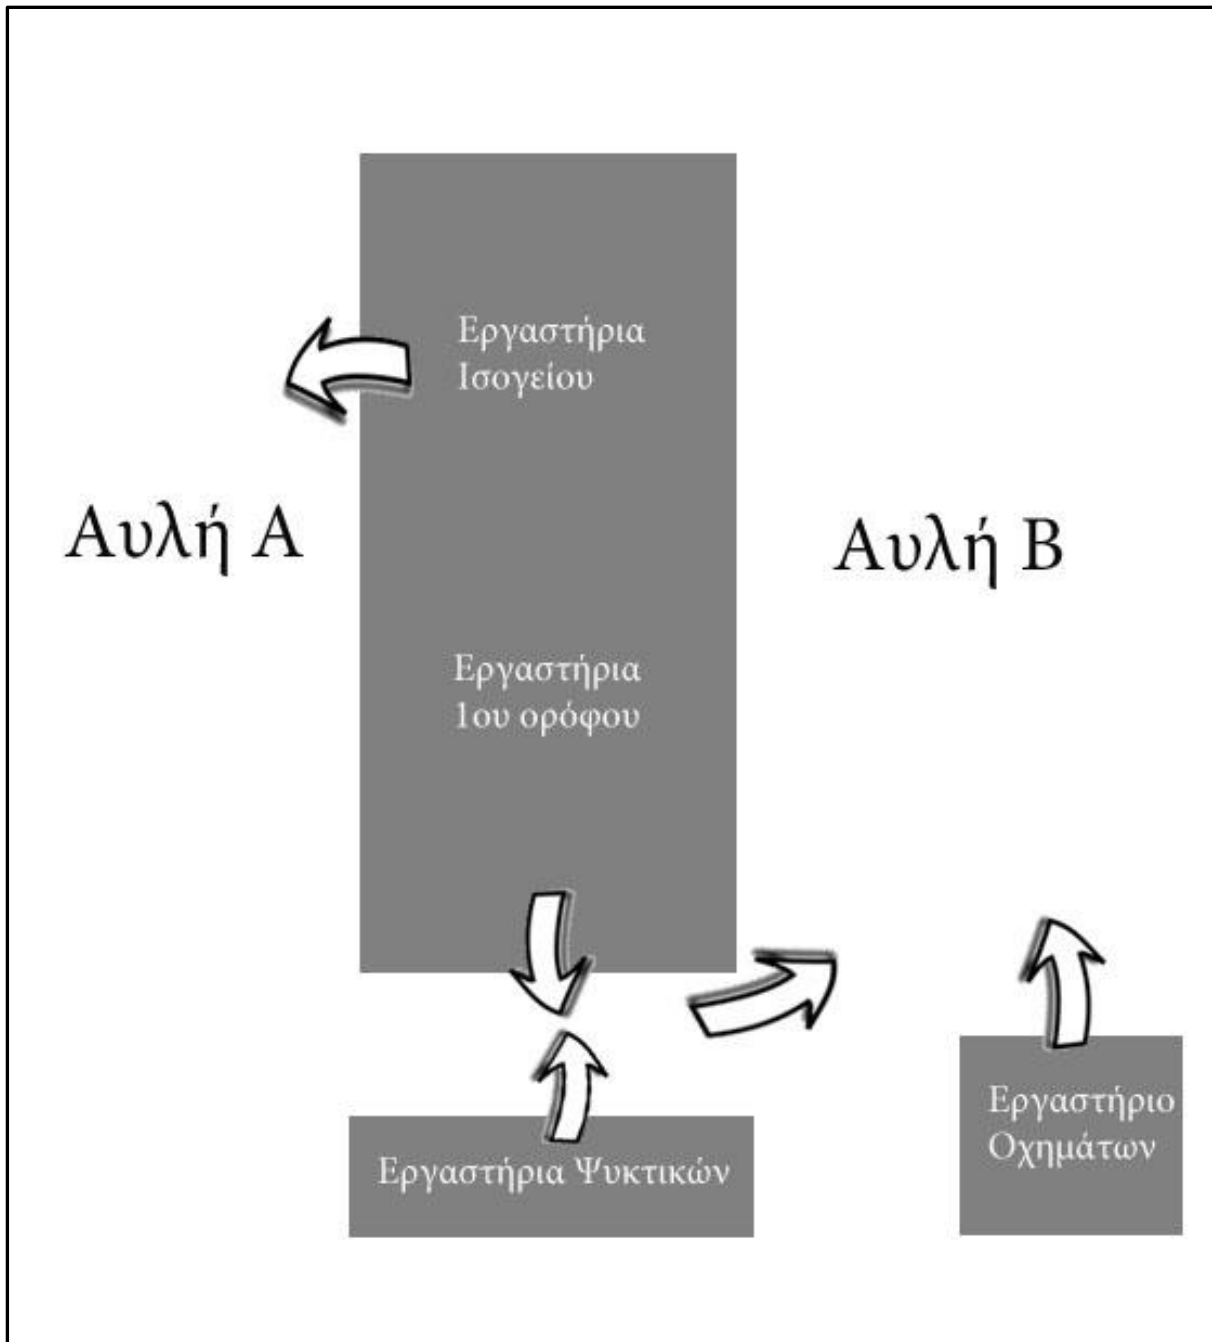 Εργαστήρια
Ισογείου
Αυλή Α
Αυλή Β
Εργαστήρια
1ου ορόφου
Εργαστήριο
Οχημάτων
Εργαστήρια Ψυκτικών